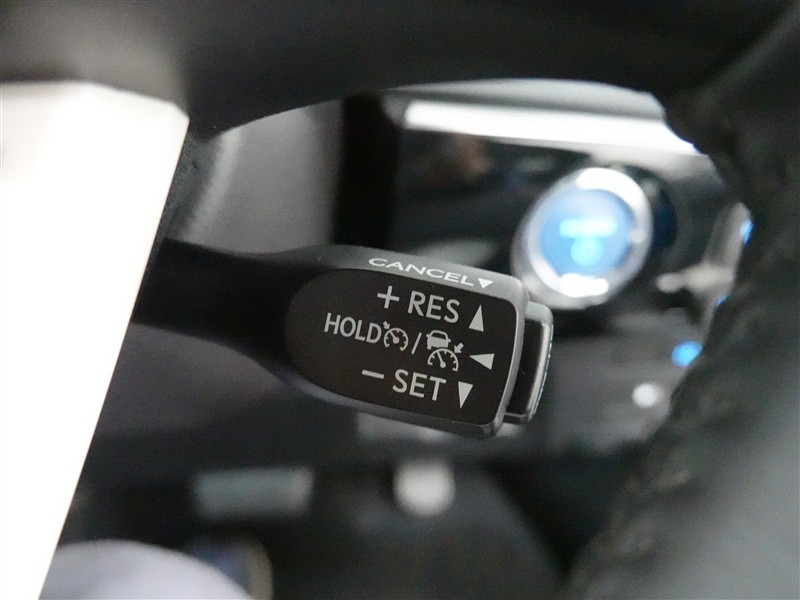 CANCEL▼
+ RES ▲
HOLD / ◀
− SET ▼